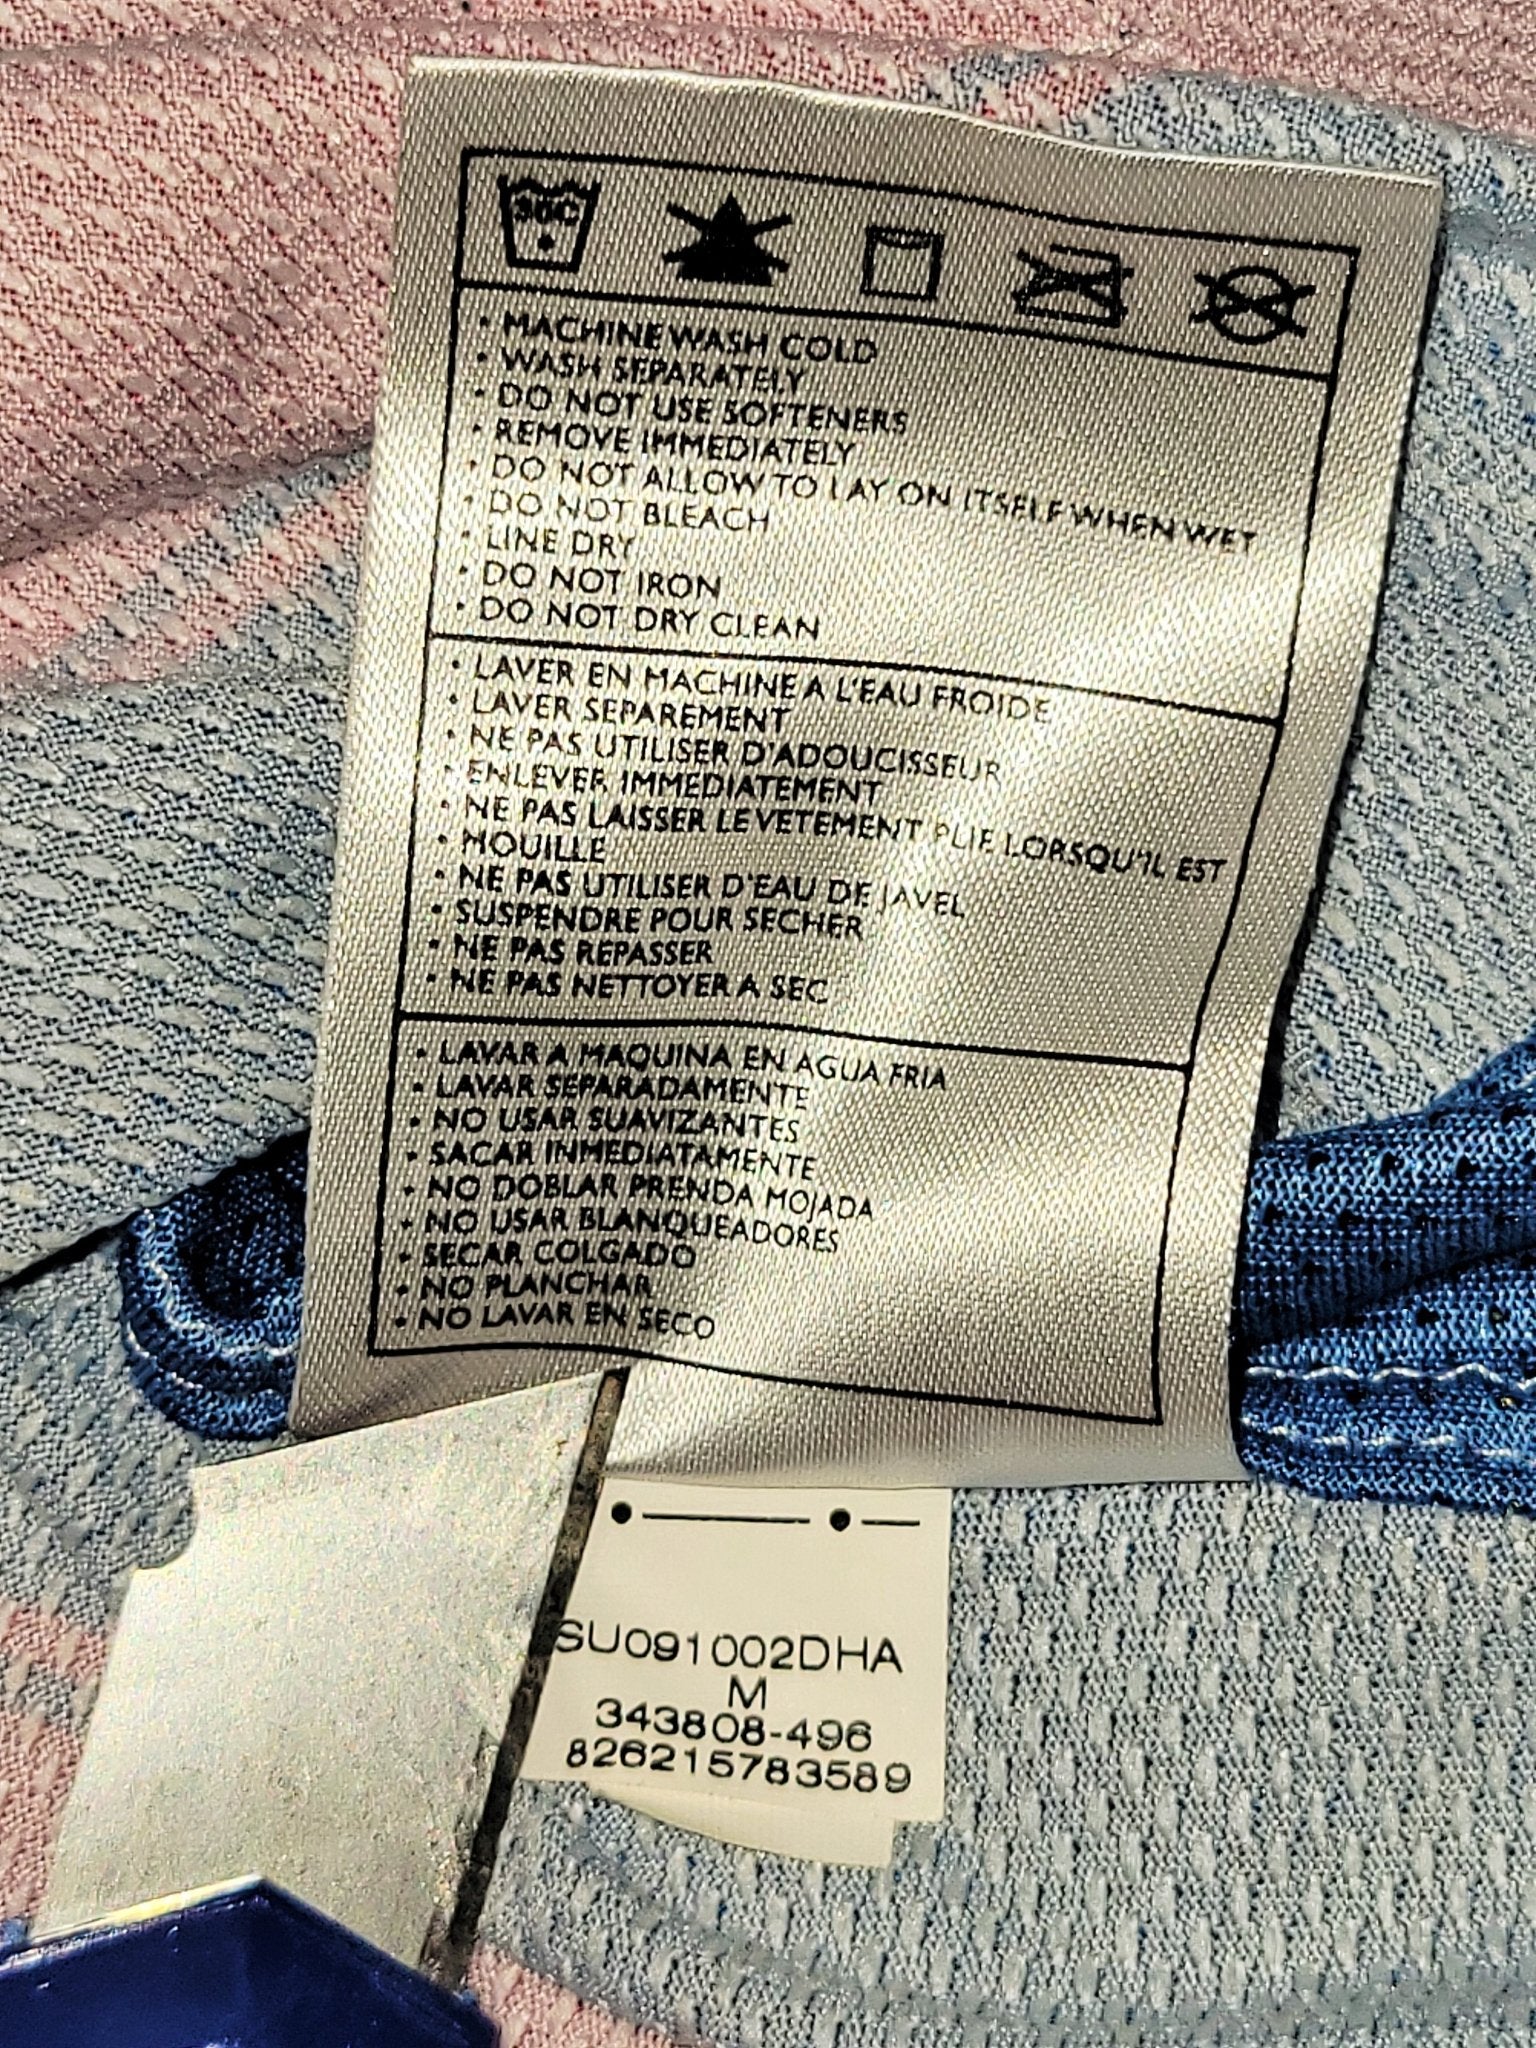 30C
• MACHINE WASH COLD
• WASH SEPARATELY
• DO NOT USE SOFTENERS
• REMOVE IMMEDIATELY
• DO NOT ALLOW TO LAY ON ITSELF WHEN WET
• DO NOT BLEACH
• LINE DRY
• DO NOT IRON
• DO NOT DRY CLEAN
• LAVER EN MACHINE A L'EAU FROIDE
• LAVER SEPAREMENT
• NE PAS UTILISER D'ADOUCISSEUR
• ENLEVER IMMEDIATEMENT
• NE PAS LAISSER LE VETEMENT PLIE LORSQU'IL EST
• MOUILLE
• NE PAS UTILISER D'EAU DE JAVEL
• SUSPENDRE POUR SECHER
• NE PAS REPASSER
• NE PAS NETTOYER A SEC
• LAVAR A MAQUINA EN AGUA FRIA
• LAVAR SEPARADAMENTE
• NO USAR SUAVIZANTES
• SACAR INMEDIATAMENTE
• NO DOBLAR PRENDA MOJADA
• NO USAR BLANQUEADORES
• SECAR COLGADO
• NO PLANCHAR
• NO LAVAR EN SECO
SU091002DHA
M
343808-496
826215783589